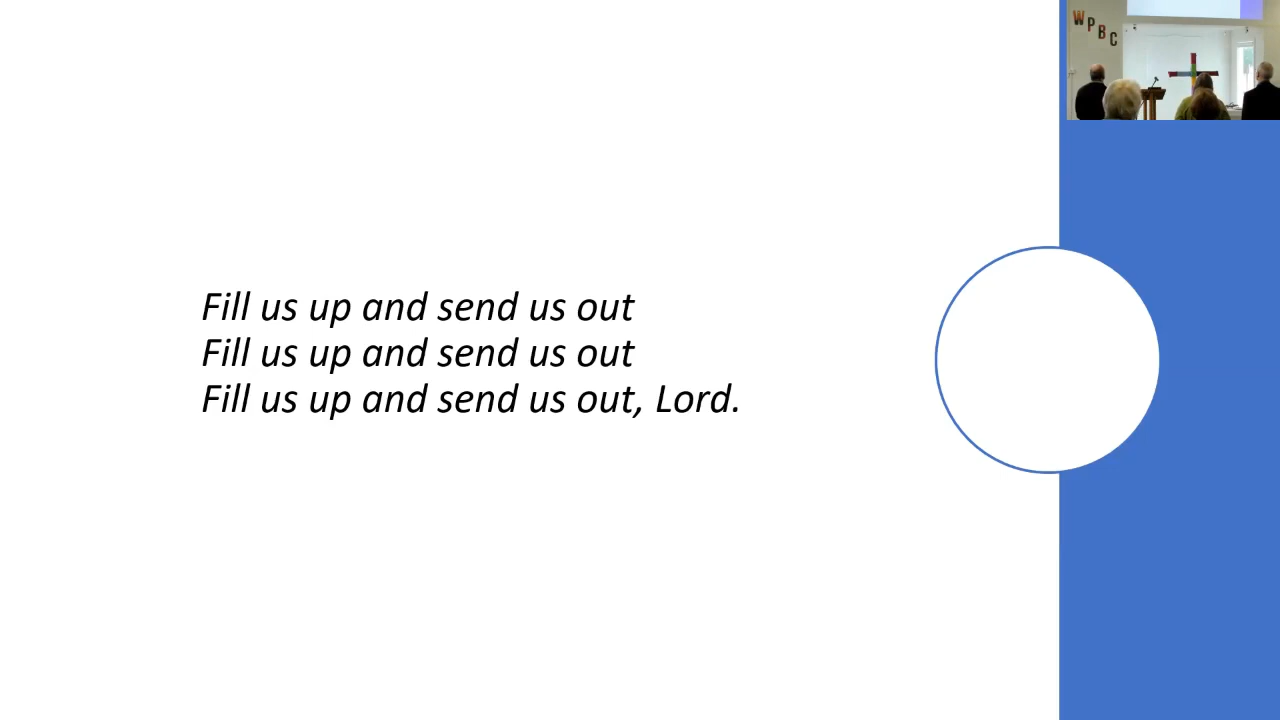 Fill us up and send us out
Fill us up and send us out
Fill us up and send us out, Lord.
WPBC